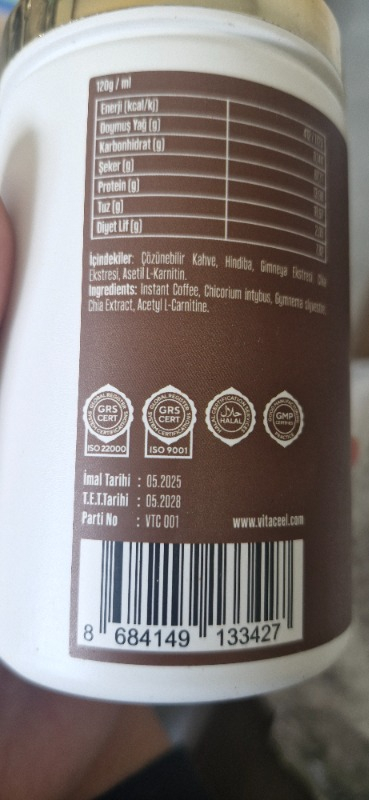 120g / ml
Enerji (kcal/kj)
Doymuş Yağ (g)
Karbonhidrat (g)
Şeker (g)
Protein (g)
Tuz (g)
Diyet Lif (g)
İçindekiler: Çözünebilir Kahve, Hindiba, Gimneya Ekstresi Chia
Ekstresi, Asetil L-Karnitin.
Ingredients: Instant Coffee, Chicorium intybus, Gymnema
Chia Extract, Acetyl L-Carnitine.
GRS CERT ISO 22000
GRS CERT ISO 9001
حلال HALAL
GMP
İmal Tarihi : 05.2025
T.E.T.Tarihi : 05.2028
Parti No : VTC 001
www.vitaceel.com
8 684149 133427